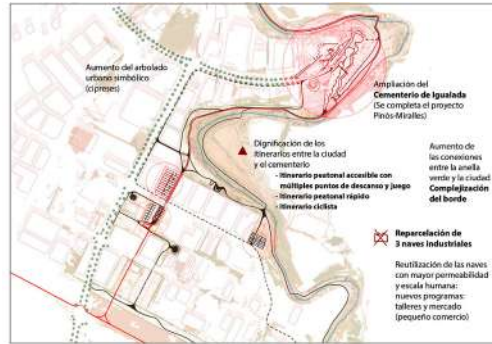 Aumento del arbolado
urbano simbólico
(cipreses)
Ampliación del
Cementerio de Igualada
(Se completa el proyecto
Pinós-Miralles)
Dignificación de los
itinerarios entre la ciudad
y el cementerio
- Itinerario peatonal accesible con
múltiples puntos de descanso y juego
- Itinerario peatonal rápido
- Itinerario ciclista
Aumento de
las conexiones
entre la anella
verde y la ciudad
Complejización
del borde
Reparcelación de
3 naves industriales
Reutilización de las naves
con mayor permeabilidad
y escala humana:
nuevos programas:
talleres y mercado
(pequeño comercio)